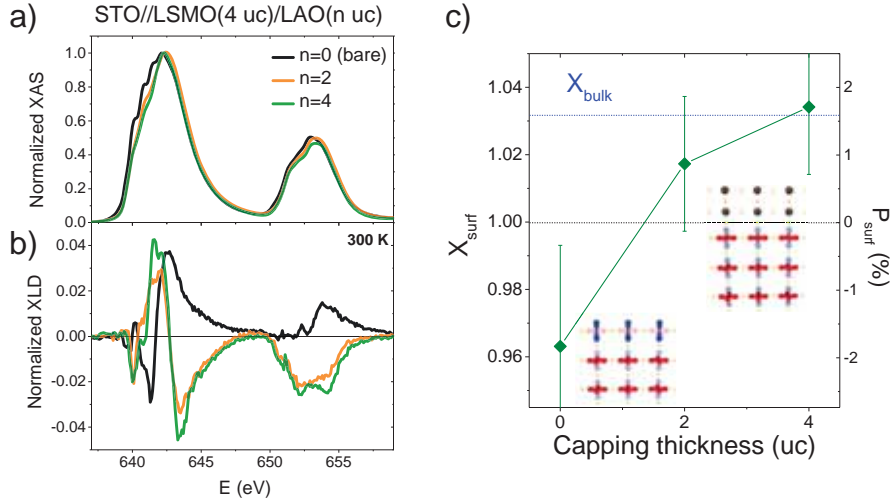 STO//LSMO(4 uc)/LAO(n uc)
a)
Normalized XAS
1.0
0.8
0.6
0.4
0.2
0.0
n=0 (bare)
n=2
n=4
b)
300 K
Normalized XLD
0.04
0.02
0.00
-0.02
-0.04
640
645
650
655
E (eV)
c)
X_surf
1.04
1.02
1.00
0.98
0.96
X_bulk
P_surf (%)
2
1
0
-1
-2
0
2
4
Capping thickness (uc)